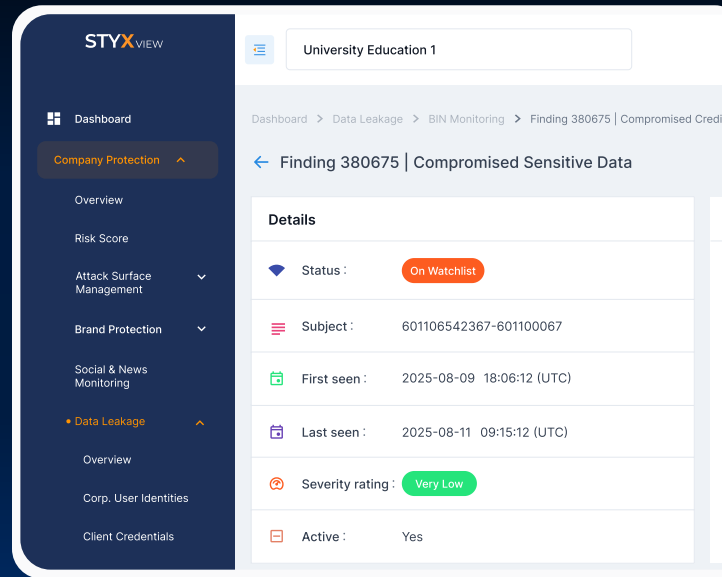 STYXVIEW
University Education 1
Dashboard
Company Protection
Overview
Risk Score
Attack Surface
Management
Brand Protection
Social & News
Monitoring
Data Leakage
Overview
Corp. User Identities
Client Credentials
Dashboard > Data Leakage > BIN Monitoring > Finding 380675 | Compromised Credi
Finding 380675 | Compromised Sensitive Data
Details
Status : On Watchlist
Subject : 601106542367-601100067
First seen : 2025-08-09 18:06:12 (UTC)
Last seen : 2025-08-11 09:15:12 (UTC)
Severity rating : Very Low
Active : Yes